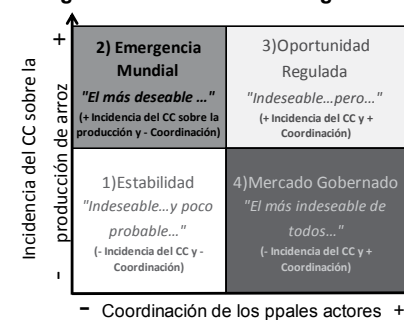 +
Incidencia del CC sobre la
producción de arroz
-
2) Emergencia
Mundial
"El más deseable ..."
(+ Incidencia del CC sobre la
producción y - Coordinación)
3)Oportunidad
Regulada
"Indeseable...pero..."
(+ Incidencia del CC y +
Coordinación)
1)Estabilidad
"Indeseable...y poco
probable..."
(- Incidencia del CC y -
Coordinación)
4)Mercado Gobernado
"El más indeseable de
todos..."
(- Incidencia del CC y +
Coordinación)
- Coordinación de los ppales actores +